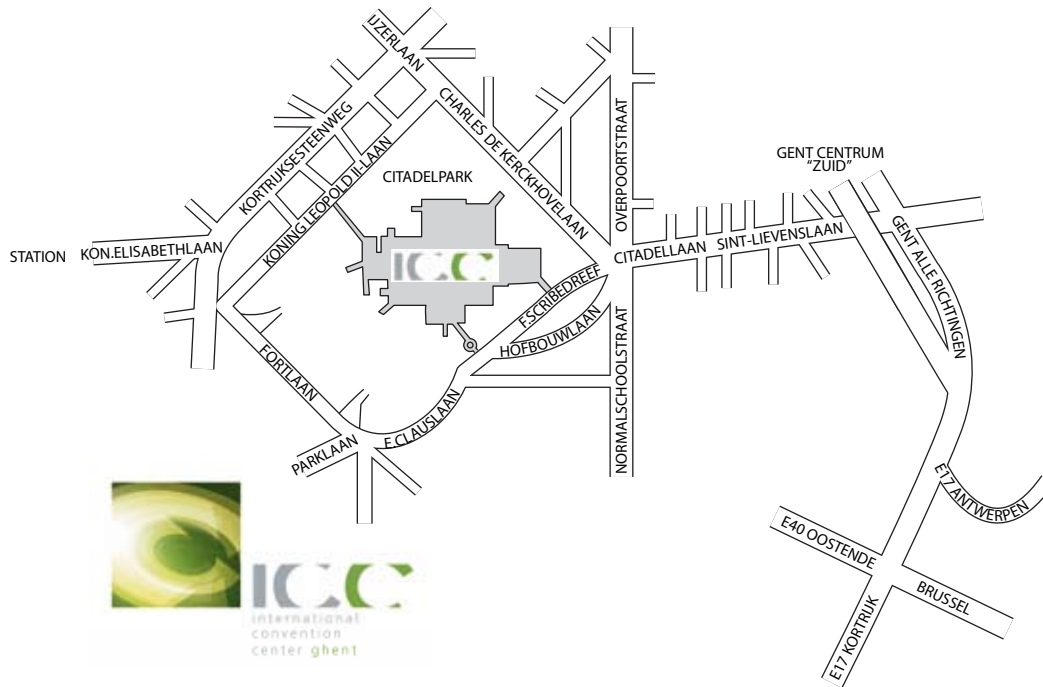 IJZERLAAN
KORTRIJKSESTEENWEG
CHARLES DE KERCKHOVELAAN
OVERPOORTSTRAAT
GENT CENTRUM
"ZUID"
CITADELPARK
KONING LEOPOLD II-LAAN
STATION
KON.ELISABETHLAAN
ICC
CITADELLAAN
SINT-LIEVENSLAAN
GENT ALLE RICHTINGEN
F.SCRIBEDREEF
HOFBOUWLAAN
NORMALSCHOOLSTRAAT
FORTLAAN
E.CLAUSLAAN
PARKLAAN
E17 ANTWERPEN
E40 OOSTENDE
BRUSSEL
E17 KORTRIJK
ICC
international
convention
center ghent